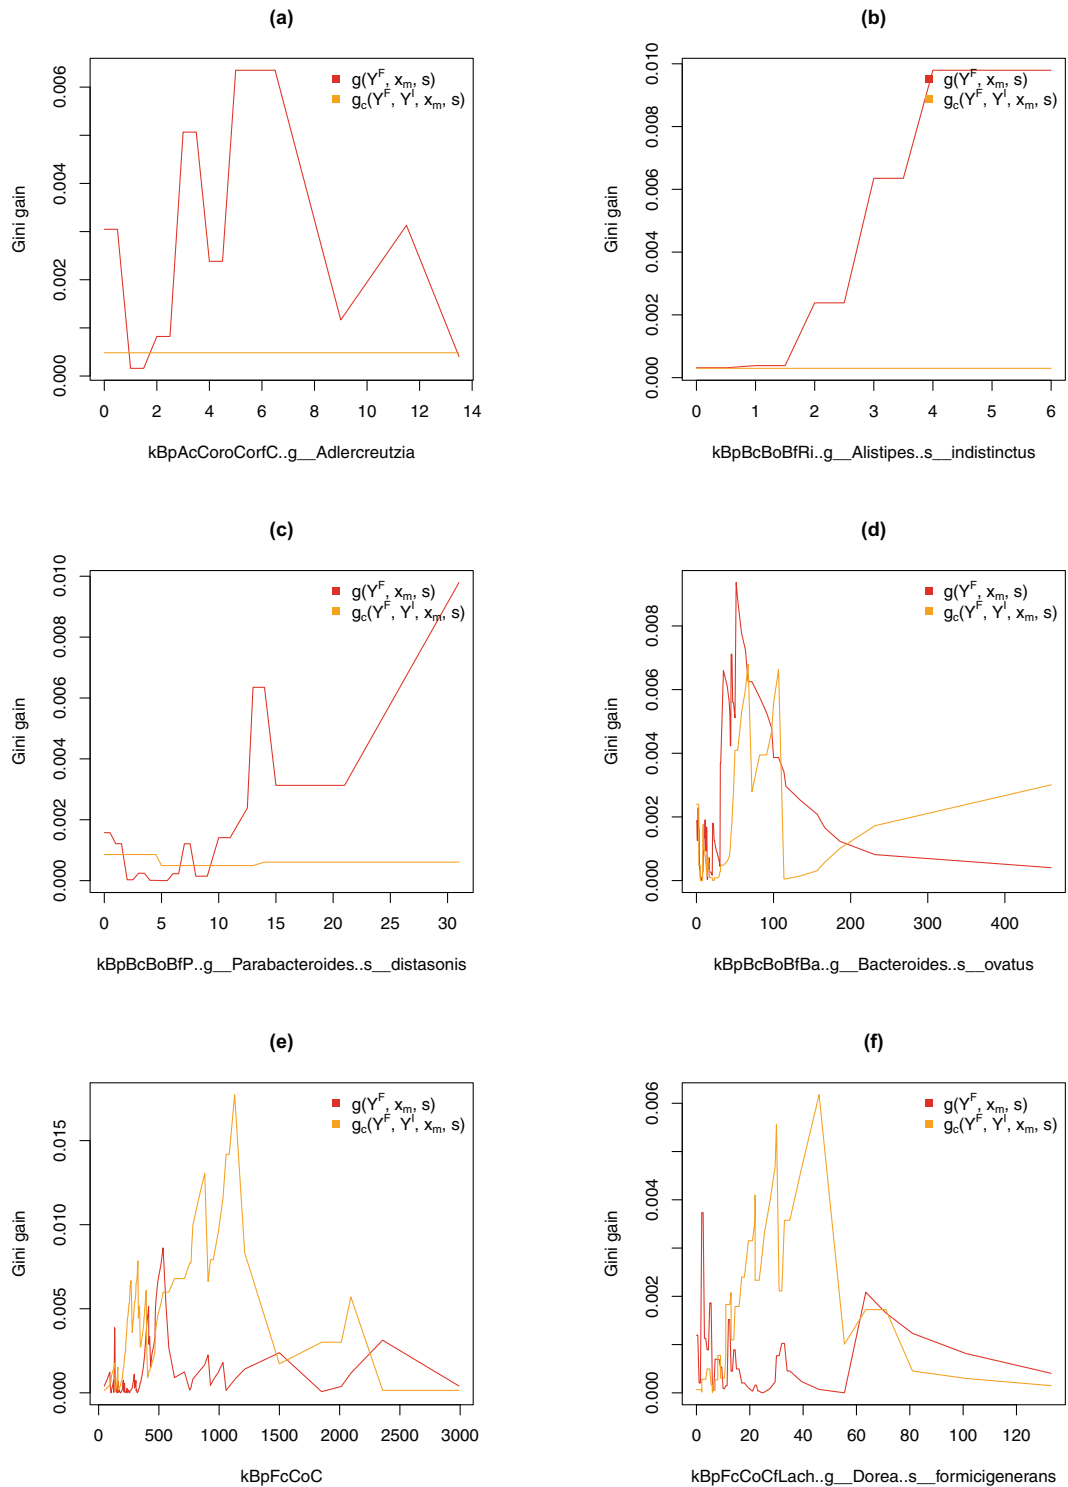 (a)
g(Y^F, x_m, s)
g_c(Y^F, Y^I, x_m, s)
Gini gain
0.000 0.002 0.004 0.006
0 2 4 6 8 10 12 14
kBpAcCoroCorfC..g__Adlercreutzia
(b)
g(Y^F, x_m, s)
g_c(Y^F, Y^I, x_m, s)
Gini gain
0.000 0.002 0.004 0.006 0.008 0.010
0 1 2 3 4 5 6
kBpBcBoBfRi..g__Alistipes..s__indistinctus
(c)
g(Y^F, x_m, s)
g_c(Y^F, Y^I, x_m, s)
Gini gain
0.000 0.002 0.004 0.006 0.008 0.010
0 5 10 15 20 25 30
kBpBcBoBfP..g__Parabacteroides..s__distasonis
(d)
g(Y^F, x_m, s)
g_c(Y^F, Y^I, x_m, s)
Gini gain
0.000 0.002 0.004 0.006 0.008
0 100 200 300 400
kBpBcBoBfBa..g__Bacteroides..s__ovatus
(e)
g(Y^F, x_m, s)
g_c(Y^F, Y^I, x_m, s)
Gini gain
0.000 0.005 0.010 0.015
0 500 1000 1500 2000 2500 3000
kBpFcCoC
(f)
g(Y^F, x_m, s)
g_c(Y^F, Y^I, x_m, s)
Gini gain
0.000 0.002 0.004 0.006
0 20 40 60 80 100 120
kBpFcCoCfLach..g__Dorea..s__formicigenerans